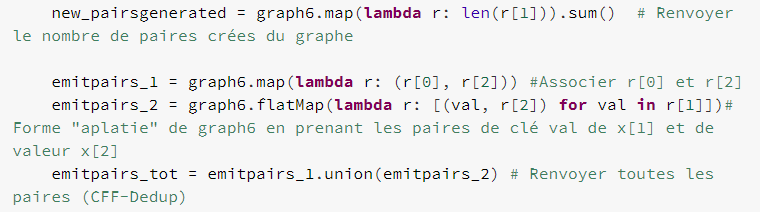 new_pairsgenerated = graph6.map(lambda r: len(r[1])).sum()  # Renvoyer
le nombre de paires crées du graphe
emitpairs_1 = graph6.map(lambda r: (r[0], r[2])) #Associer r[0] et r[2]
emitpairs_2 = graph6.flatMap(lambda r: [(val, r[2]) for val in r[1]])#
Forme "aplatie" de graph6 en prenant les paires de clé val de x[1] et de
valeur x[2]
emitpairs_tot = emitpairs_1.union(emitpairs_2) # Renvoyer toutes les
paires (CFF-Dedup)